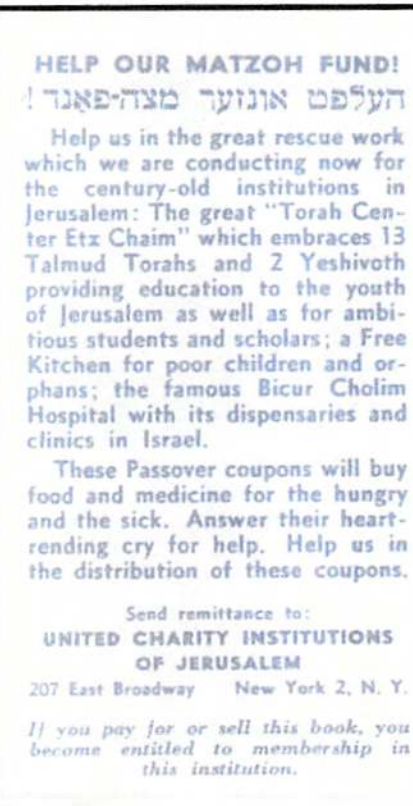 HELP OUR MATZOH FUND!
העלפט אונזער מצה-פאַנד!
Help us in the great rescue work
which we are conducting now for
the century-old institutions in
Jerusalem: The great "Torah Cen-
ter Etz Chaim" which embraces 13
Talmud Torahs and 2 Yeshivoth
providing education to the youth
of Jerusalem as well as for ambi-
tious students and scholars; a Free
Kitchen for poor children and or-
phans; the famous Bicur Cholim
Hospital with its dispensaries and
clinics in Israel.
These Passover coupons will buy
food and medicine for the hungry
and the sick. Answer their heart-
rending cry for help. Help us in
the distribution of these coupons.
Send remittance to:
UNITED CHARITY INSTITUTIONS
OF JERUSALEM
207 East Broadway New York 2, N. Y.
If you pay for or sell this book, you
become entitled to membership in
this institution.